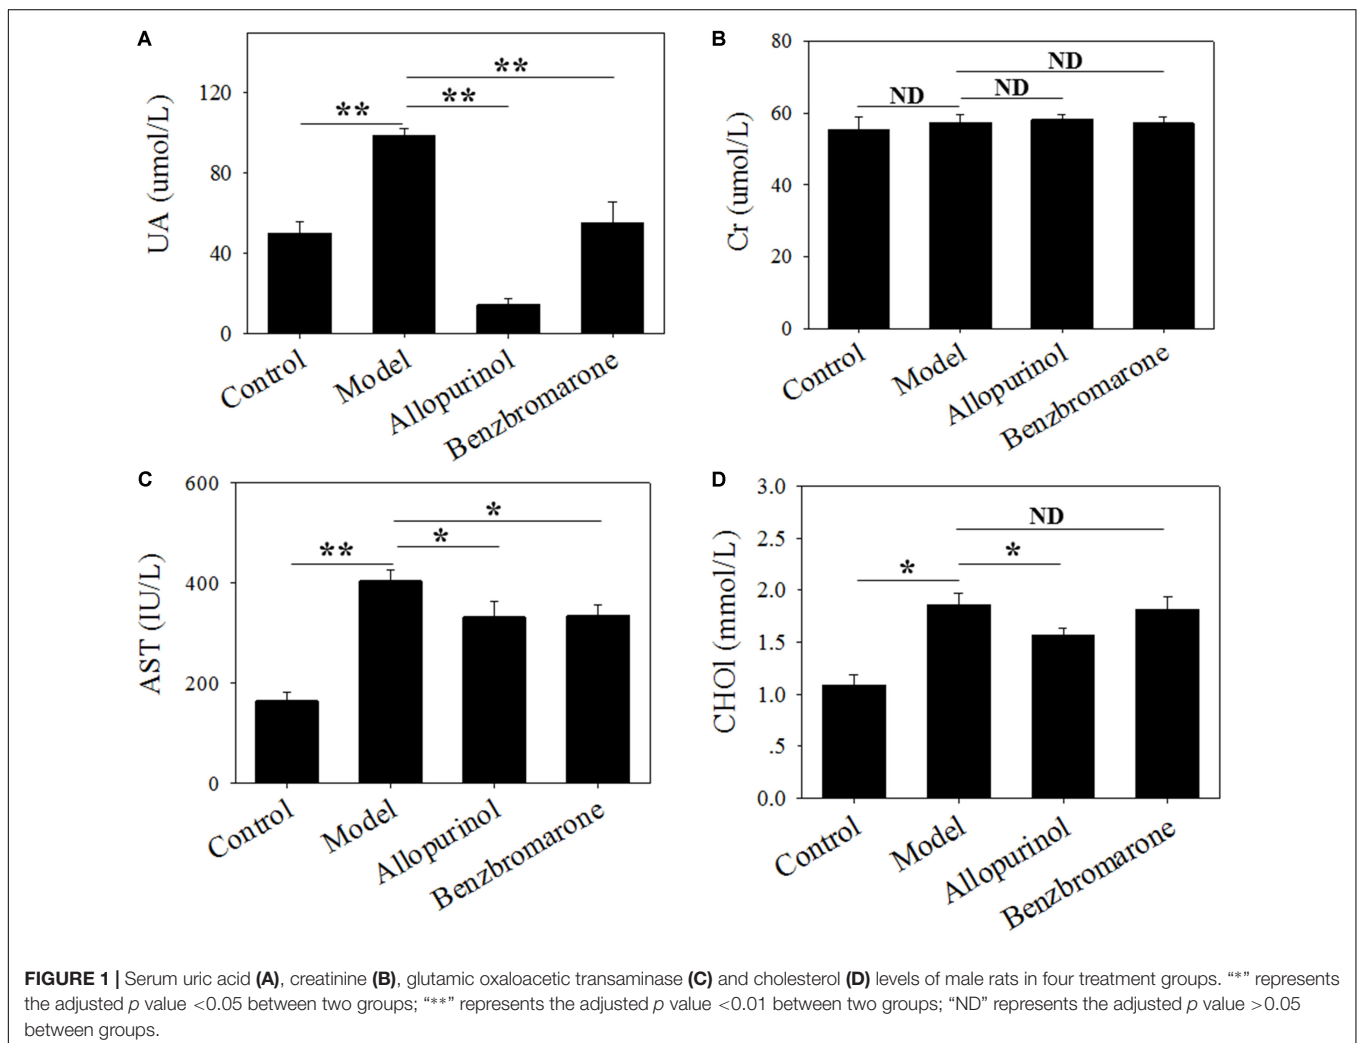 A
UA (umol/L)
120
80
40
0
**
**
**
Control
Model
Allopurinol
Benzbromarone
B
Cr (umol/L)
80
60
40
20
0
ND
ND
ND
Control
Model
Allopurinol
Benzbromarone
C
AST (IU/L)
600
400
200
0
**
*
*
Control
Model
Allopurinol
Benzbromarone
D
CHOl (mmol/L)
3.0
2.5
2.0
1.5
1.0
.5
0.0
*
*
ND
Control
Model
Allopurinol
Benzbromarone
FIGURE 1 | Serum uric acid (A), creatinine (B), glutamic oxaloacetic transaminase (C) and cholesterol (D) levels of male rats in four treatment groups. “*” represents
the adjusted p value <0.05 between two groups; “**” represents the adjusted p value <0.01 between two groups; “ND” represents the adjusted p value >0.05
between groups.